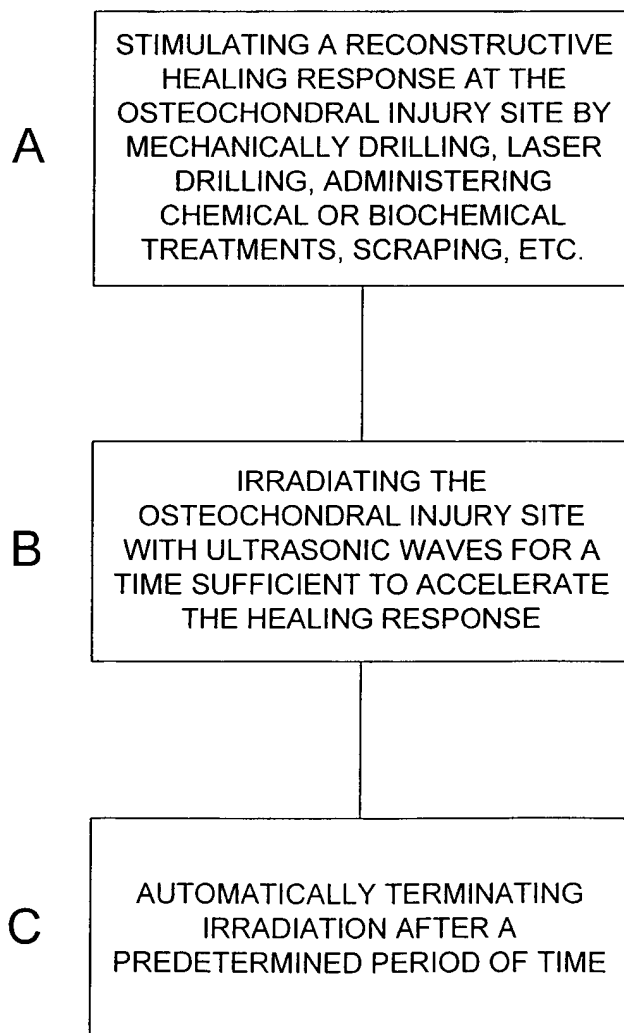 STIMULATING A RECONSTRUCTIVE
HEALING RESPONSE AT THE
OSTEOCHONDRAL INJURY SITE BY
A
MECHANICALLY DRILLING, LASER
DRILLING, ADMINISTERING
CHEMICAL OR BIOCHEMICAL
TREATMENTS, SCRAPING, ETC.
IRRADIATING THE
OSTEOCHONDRAL INJURY SITE
B
WITH ULTRASONIC WAVES FOR A
TIME SUFFICIENT TO ACCELERATE
THE HEALING RESPONSE
AUTOMATICALLY TERMINATING
C
IRRADIATION AFTER A
PREDETERMINED PERIOD OF TIME